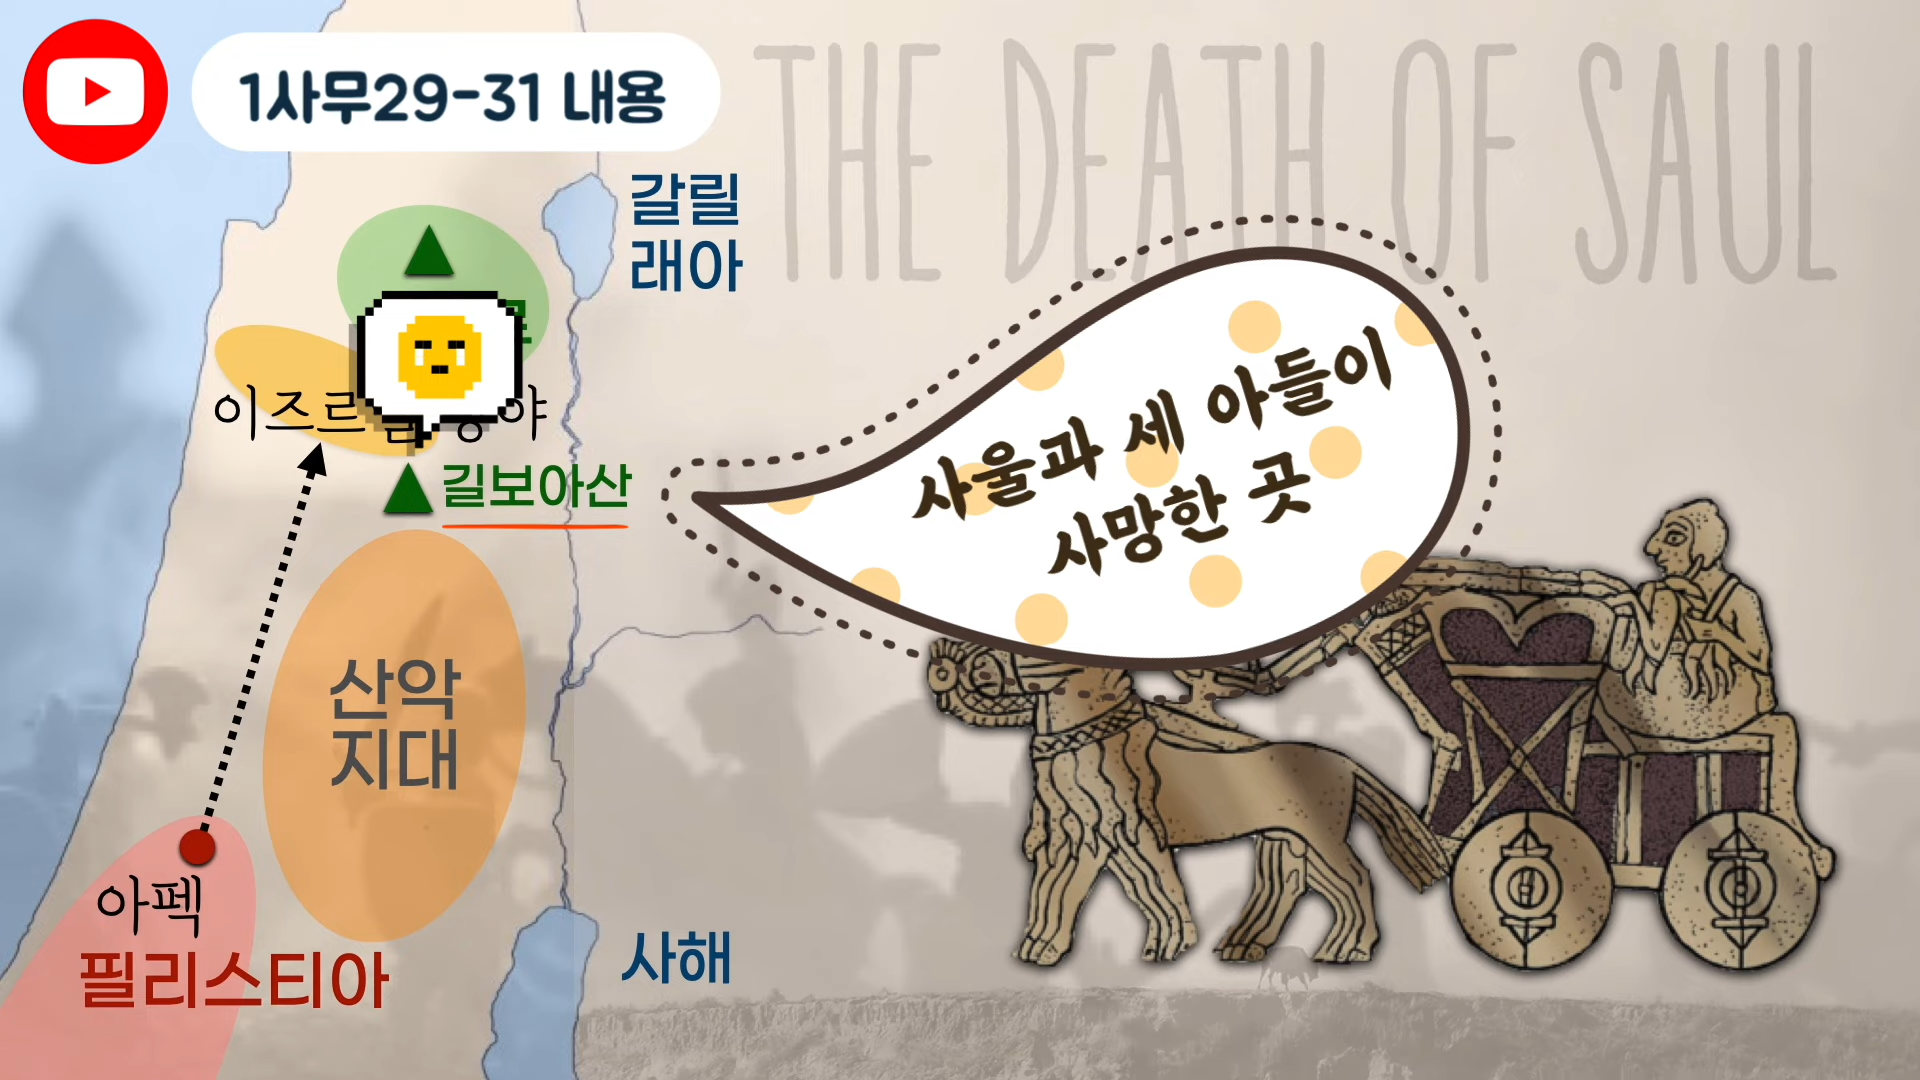 1사무29-31 내용
THE DEATH OF SAUL
갈릴
래아
길보아산
사울과 세 아들이
사망한 곳
산악
지대
아펙
필리스티아
사해